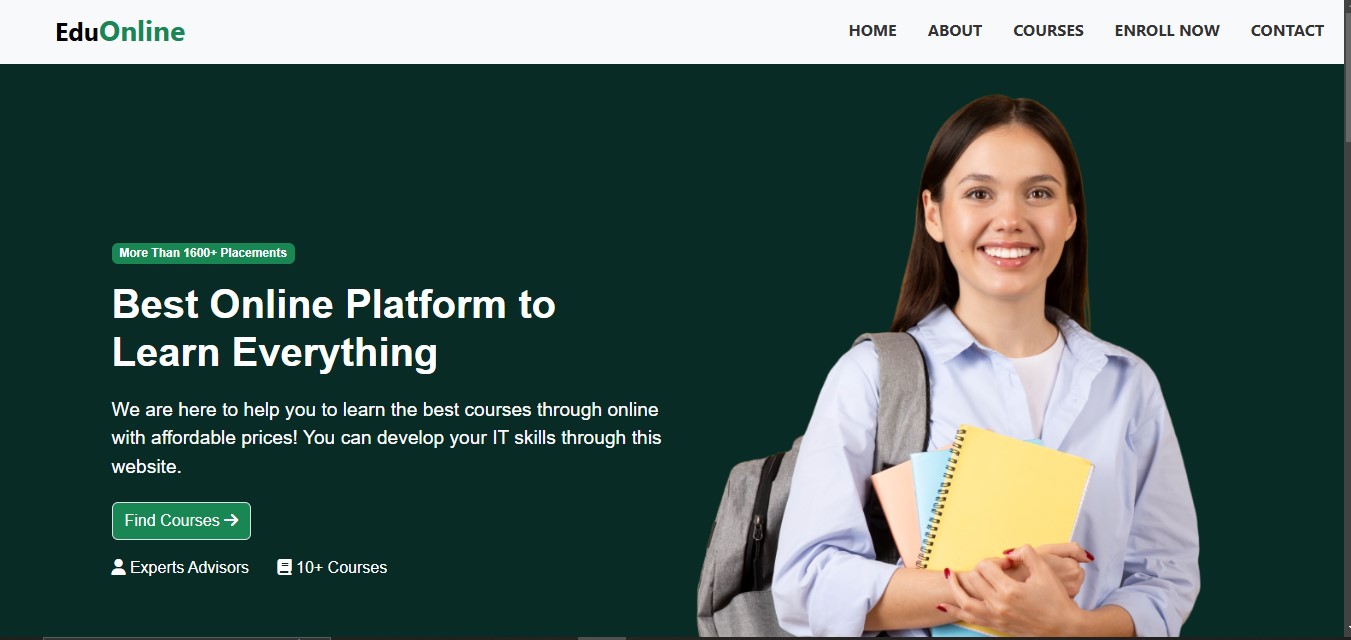 EduOnline
HOME ABOUT COURSES ENROLL NOW CONTACT
More Than 1600+ Placements
Best Online Platform to
Learn Everything
We are here to help you to learn the best courses through online
with affordable prices! You can develop your IT skills through this
website.
Find Courses
Experts Advisors 10+ Courses